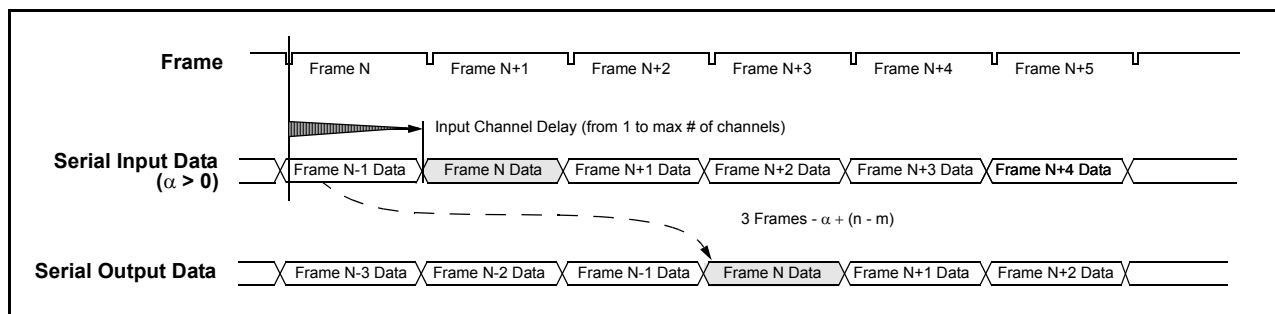 Frame
Frame N Frame N+1 Frame N+2 Frame N+3 Frame N+4 Frame N+5
Input Channel Delay (from 1 to max # of channels)
Serial Input Data
(α > 0)
Frame N-1 Data Frame N Data Frame N+1 Data Frame N+2 Data Frame N+3 Data Frame N+4 Data
3 Frames - α + (n - m)
Serial Output Data
Frame N-3 Data Frame N-2 Data Frame N-1 Data Frame N Data Frame N+1 Data Frame N+2 Data